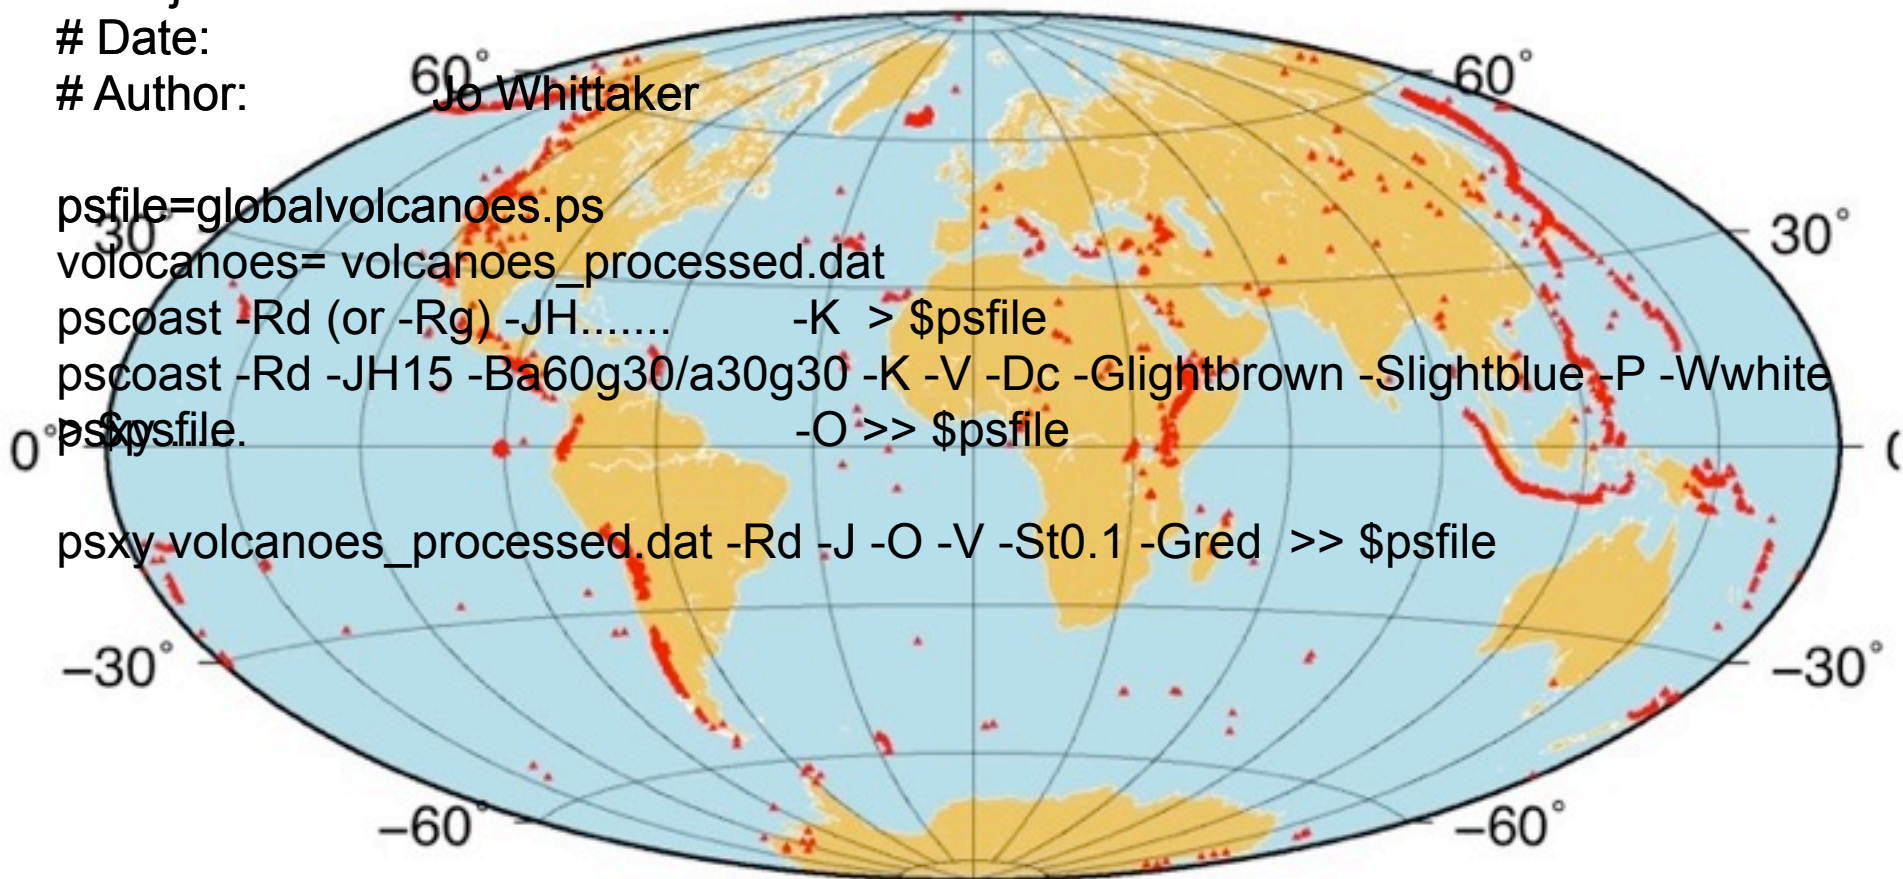 # Date:
# Author: Jo Whittaker
psfile=globalvolcanoes.ps
volocanoes= volcanoes_processed.dat
pscoast -Rd (or -Rg) -JH....... -K > $psfile
pscoast -Rd -JH15 -Ba60g30/a30g30 -K -V -Dc -Glightbrown -Slightblue -P -Wwhite
> $psfile
psxy ...... -O >> $psfile
psxy volcanoes_processed.dat -Rd -J -O -V -St0.1 -Gred >> $psfile
60° 60°
30° 30°
0°
−30° −30°
−60° −60°